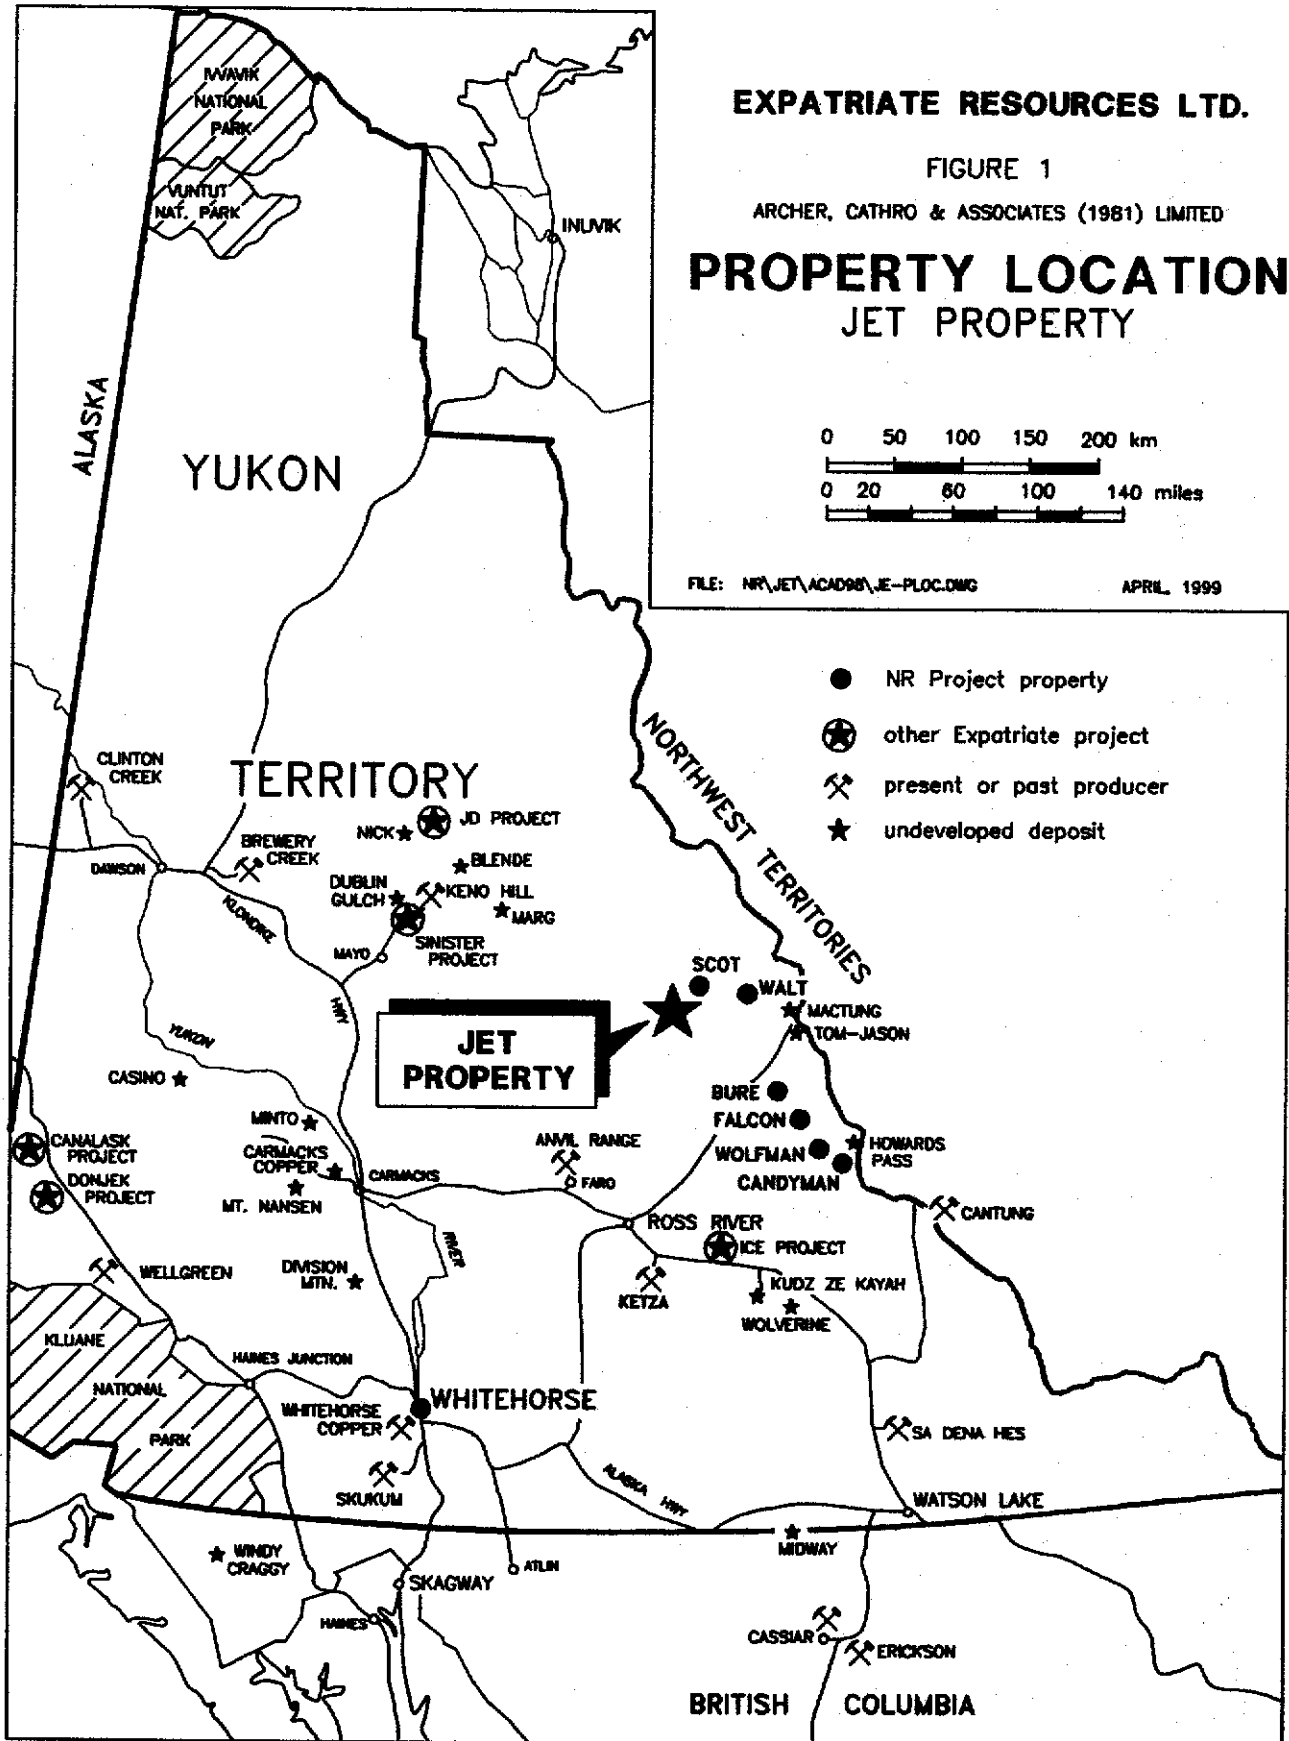 EXPATRIATE RESOURCES LTD.
FIGURE 1
ARCHER, CATHRO & ASSOCIATES (1981) LIMITED
PROPERTY LOCATION
JET PROPERTY
0 50 100 150 200 km
0 20 60 100 140 miles
FILE: NR\JET\ACAD98\JE-PLOC.DWG
APRIL, 1999
NR Project property
other Expatriate project
present or past producer
undeveloped deposit
IVVAVIK
NATIONAL
PARK
VUNTUT
NAT. PARK
INUVIK
ALASKA
YUKON
TERRITORY
NORTHWEST TERRITORIES
CLINTON
CREEK
DAWSON
BREWERY
CREEK
NICK
JD PROJECT
BLENDE
DUBLIN
GULCH
KENO HILL
MARG
SINISTER
PROJECT
MAYO
KLONDIKE
HWY
SCOT
WALT
MACTUNG
TOM-JASON
JET
PROPERTY
YUKON
CASINO
MINTO
CARMACKS
COPPER
CARMACKS
MT. NANSEN
CANALASK
PROJECT
DONJEK
PROJECT
ANVIL RANGE
FARO
BURE
FALCON
WOLFMAN
CANDYMAN
HOWARDS
PASS
CANTUNG
ROSS RIVER
ICE PROJECT
RIVER
WELLGREEN
DIVISION
MTN.
KETZA
KUDZ ZE KAYAH
WOLVERINE
KLUANE
NATIONAL
PARK
HAINES JUNCTION
WHITEHORSE
WHITEHORSE
COPPER
SKUKUM
SA DENA HES
ALASKA HWY
WATSON LAKE
MIDWAY
WINDY
CRAGGY
ATLIN
SKAGWAY
HAINES
CASSIAR
ERICKSON
BRITISH COLUMBIA